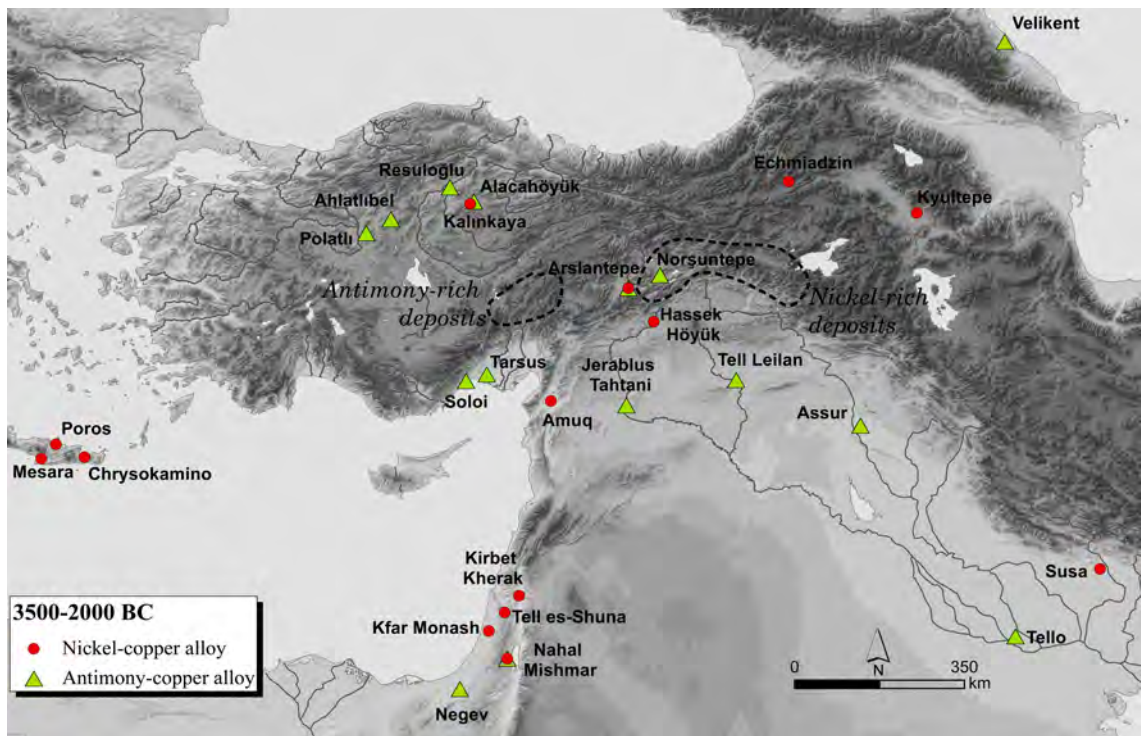 Velikent
Resuloğlu
Alacahöyük
Echmiadzin
Ahlatlıbel
Kalınkaya
Kyultepe
Polatlı
Arslantepe
Norsuntepe
Antimony-rich
deposits
Nickel-rich
deposits
Hassek
Höyük
Tarsus
Jerablus
Tahtani
Tell Leilan
Soloi
Amuq
Assur
Poros
Mesara
Chrysokamino
Kirbet
Kherak
Susa
Tell es-Shuna
Kfar Monash
Nahal
Mishmar
Tello
Negev
3500-2000 BC
Nickel-copper alloy
Antimony-copper alloy
N
0 350
km